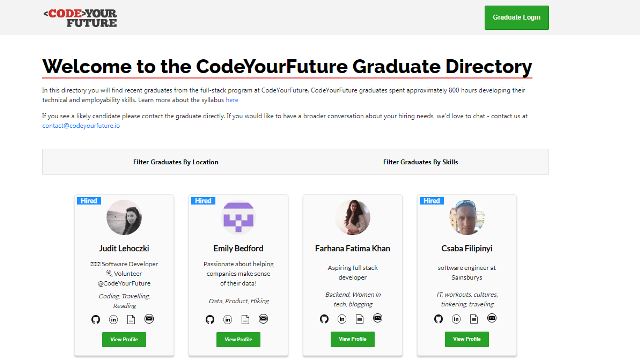 <CODE>YOUR
FUTURE
Graduate Login
Welcome to the CodeYourFuture Graduate Directory
In this directory you will find recent graduates from the full-stack program at CodeYourFuture. CodeYourFuture graduates spent approximately 800 hours developing their
technical and employability skills. Learn more about the syllabus here
If you see a likely candidate please contact the graduate directly. If you would like to have a broader conversation about your hiring needs, we'd love to chat - contact us at
contact@codeyourfuture.io
Filter Graduates By Location
Filter Graduates By Skills
Hired
Judit Lehoczki
Software Developer
Volunteer
@CodeYourFuture
Coding, Travelling,
Reading
View Profile
Hired
Emily Bedford
Passionate about helping
companies make sense
of their data!
Data, Product, Hiking
View Profile
Farhana Fatima Khan
Aspiring full stack
developer
Backend, Women in
tech, blogging
View Profile
Hired
Csaba Filipinyi
software engineer at
Sainsburys
IT, workouts, cultures,
tinkering, traveling
View Profile